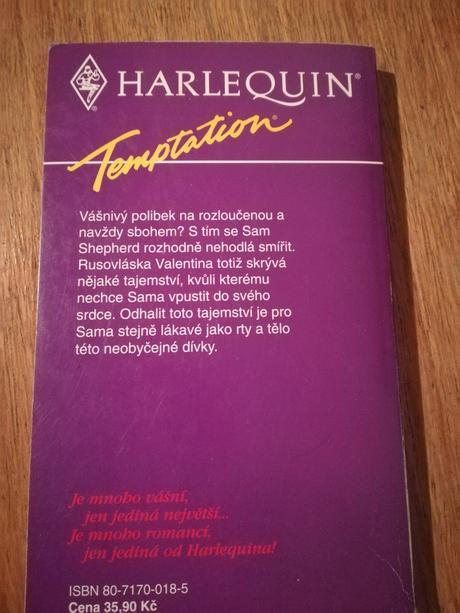 HARLEQUIN®
Temptation®
Vášnivý polibek na rozloučenou a
navždy sbohem? S tím se Sam
Shepherd rozhodně nehodlá smířit.
Rusovláska Valentina totiž skrývá
nějaké tajemství, kvůli kterému
nechce Sama vpustit do svého
srdce. Odhalit toto tajemství je pro
Sama stejně lákavé jako rty a tělo
této neobyčejné dívky.
Je mnoho vášní,
jen jediná největší...
Je mnoho romancí,
jen jediná od Harlequina!
ISBN 80-7170-018-5
Cena 35,90 Kč